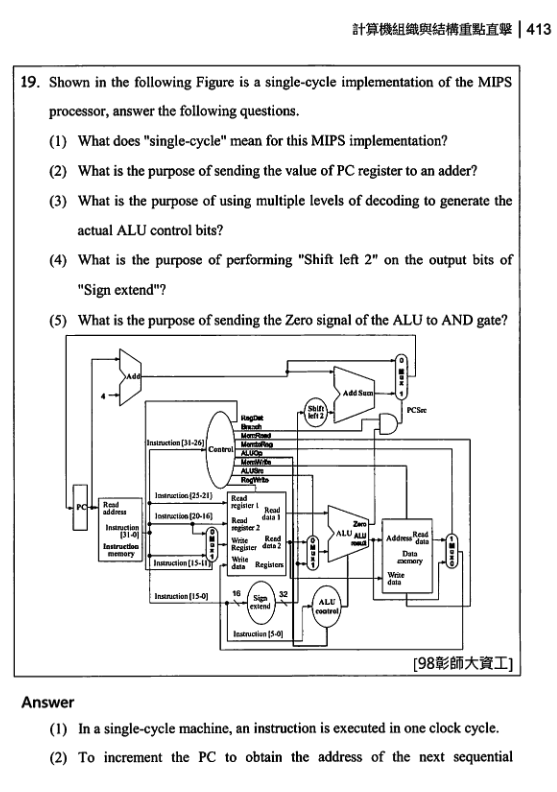 計算機組織與結構重點直擊 | 413
19. Shown in the following Figure is a single-cycle implementation of the MIPS
processor, answer the following questions.
(1) What does "single-cycle" mean for this MIPS implementation?
(2) What is the purpose of sending the value of PC register to an adder?
(3) What is the purpose of using multiple levels of decoding to generate the
actual ALU control bits?
(4) What is the purpose of performing "Shift left 2" on the output bits of
"Sign extend"?
(5) What is the purpose of sending the Zero signal of the ALU to AND gate?
Add
4
Add Sum
0
M
u
x
1
PCSrc
Shift
left 2
RegDst
Branch
MemRead
MemtoReg
ALUOp
MemWrite
ALUSrc
RegWrite
Instruction [31-26]
Control
PC
Read
address
Instruction
[31-0]
Instruction
memory
Instruction [25-21]
Instruction [20-16]
Instruction [15-11]
0
M
u
x
1
Read
register 1
Read
data 1
Read
register 2
Write
Register
Read
data 2
Write
data
Registers
0
M
u
x
1
Zero
ALU
ALU
result
Address
Read
data
Data
memory
Write
data
1
M
u
x
0
Instruction [15-0]
16
Sign
extend
32
ALU
control
Instruction [5-0]
[98彰師大資工]
Answer
(1) In a single-cycle machine, an instruction is executed in one clock cycle.
(2) To increment the PC to obtain the address of the next sequential